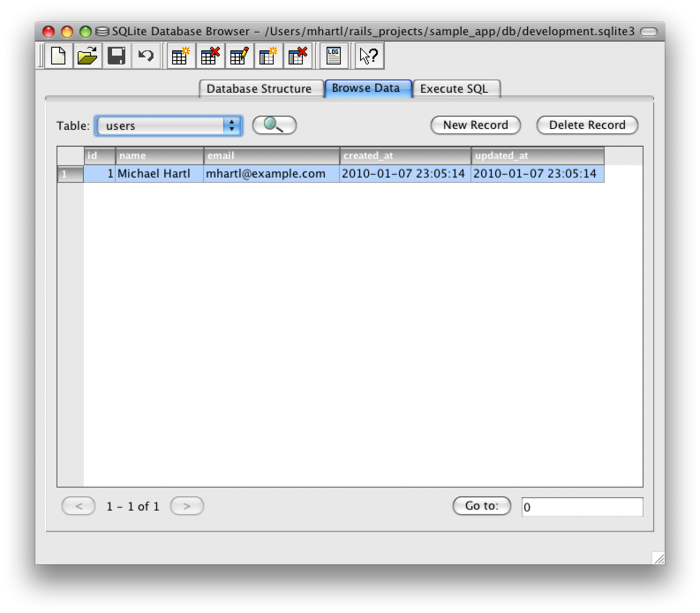 SQLite Database Browser – /Users/mhartl/rails_projects/sample_app/db/development.sqlite3
LOG
?
Database Structure Browse Data Execute SQL
Table: users New Record Delete Record
id name email created_at updated_at
1 1 Michael Hartl mhartl@example.com 2010-01-07 23:05:14 2010-01-07 23:05:14
< 1 - 1 of 1 > Go to: 0